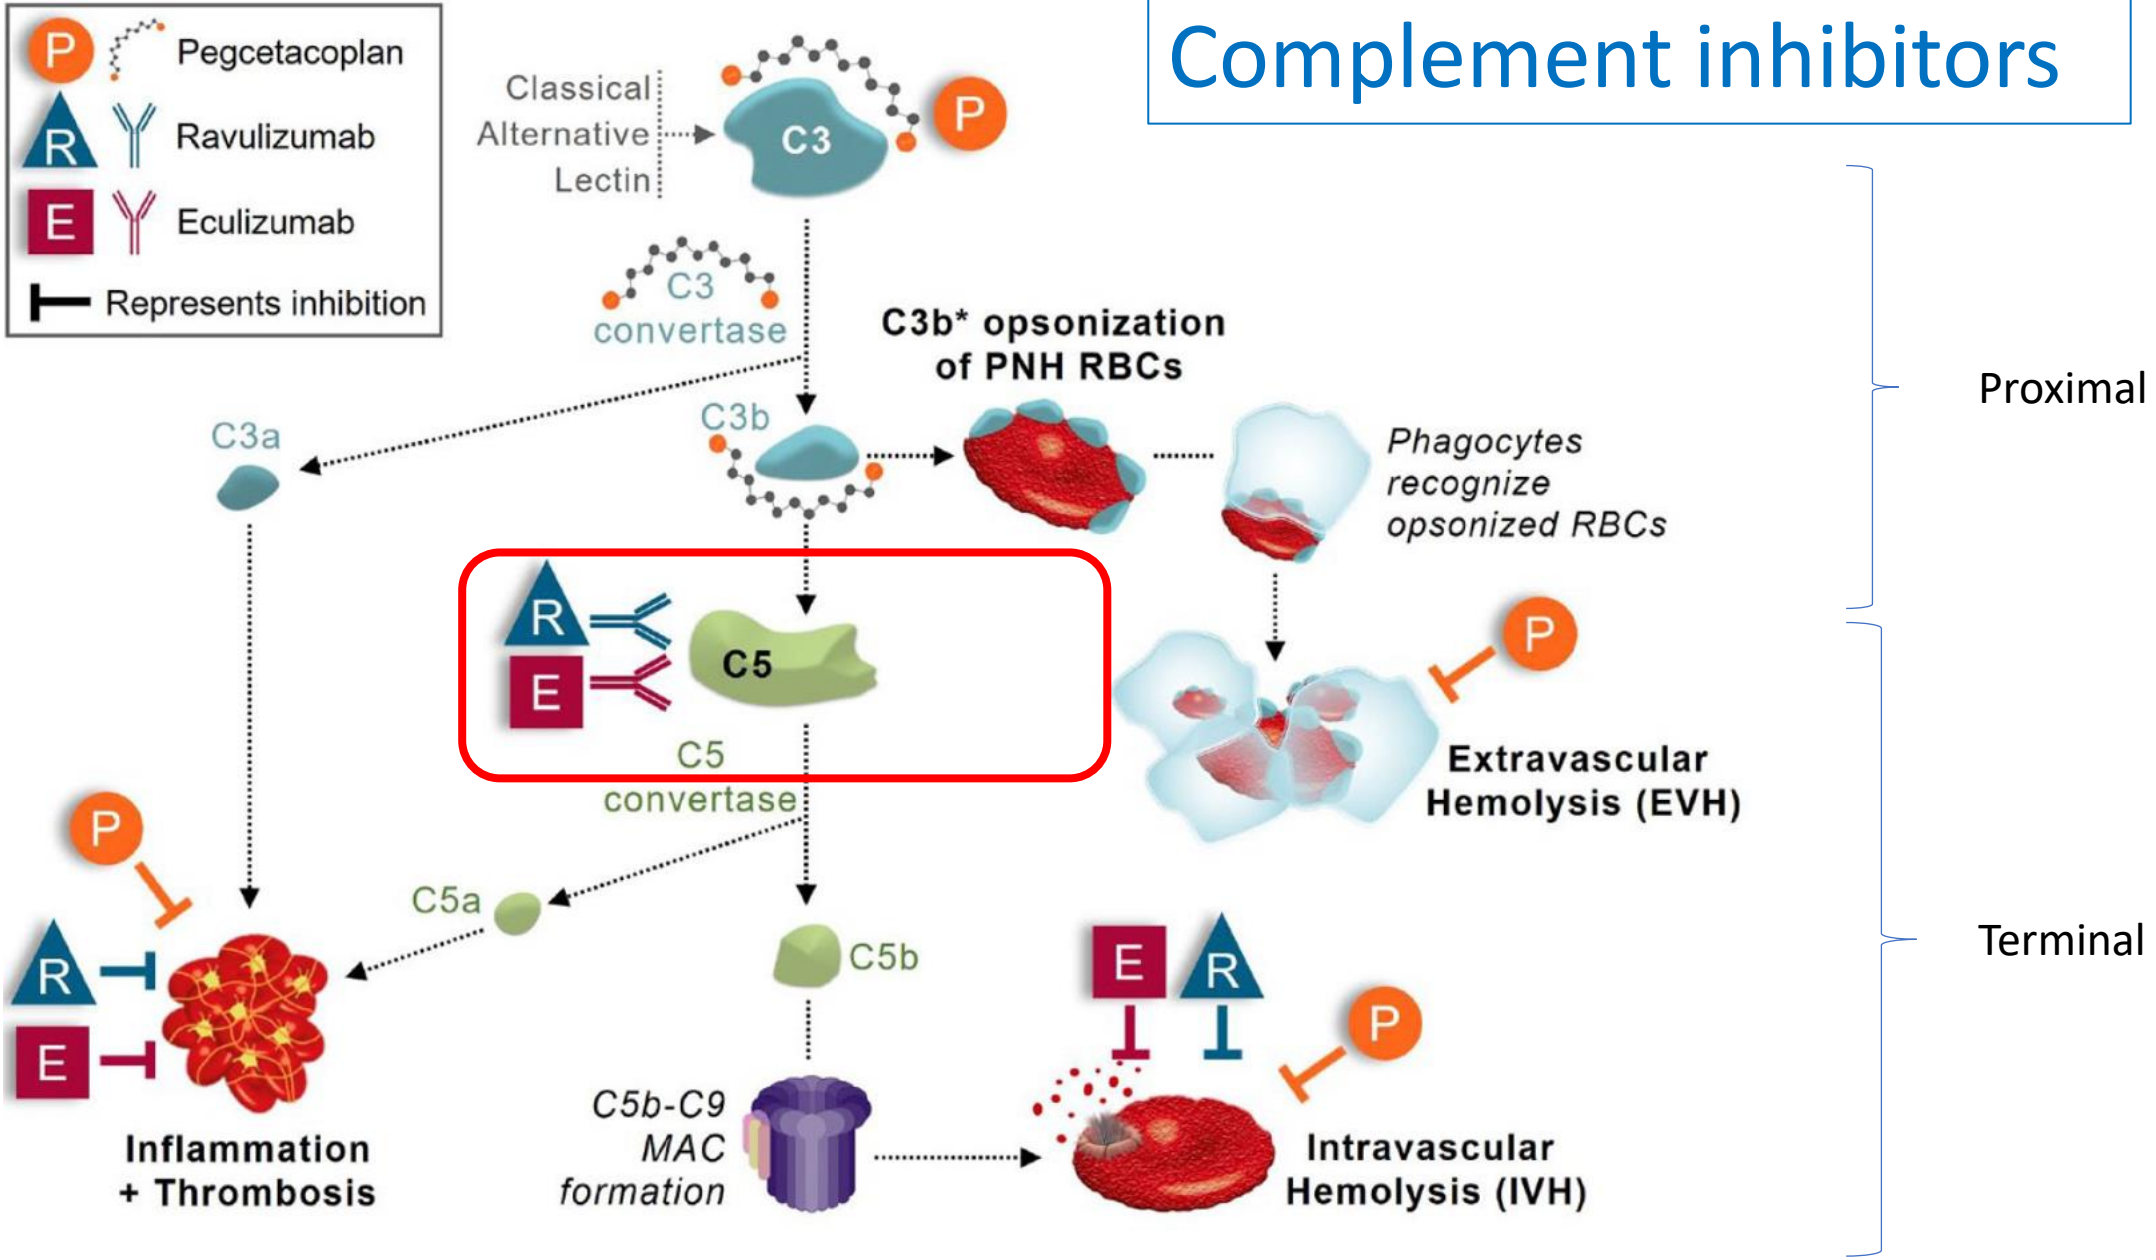 Complement inhibitors
P Pegcetacoplan
R Ravulizumab
E Eculizumab
Represents inhibition
Classical
Alternative
Lectin
C3
P
C3
convertase
C3b* opsonization
of PNH RBCs
Proximal
C3a
C3b
Phagocytes
recognize
opsonized RBCs
R
E
C5
P
C5
convertase
Extravascular
Hemolysis (EVH)
P
C5a
R
E
C5b
E
R
P
Terminal
Inflammation
+ Thrombosis
C5b-C9
MAC
formation
Intravascular
Hemolysis (IVH)